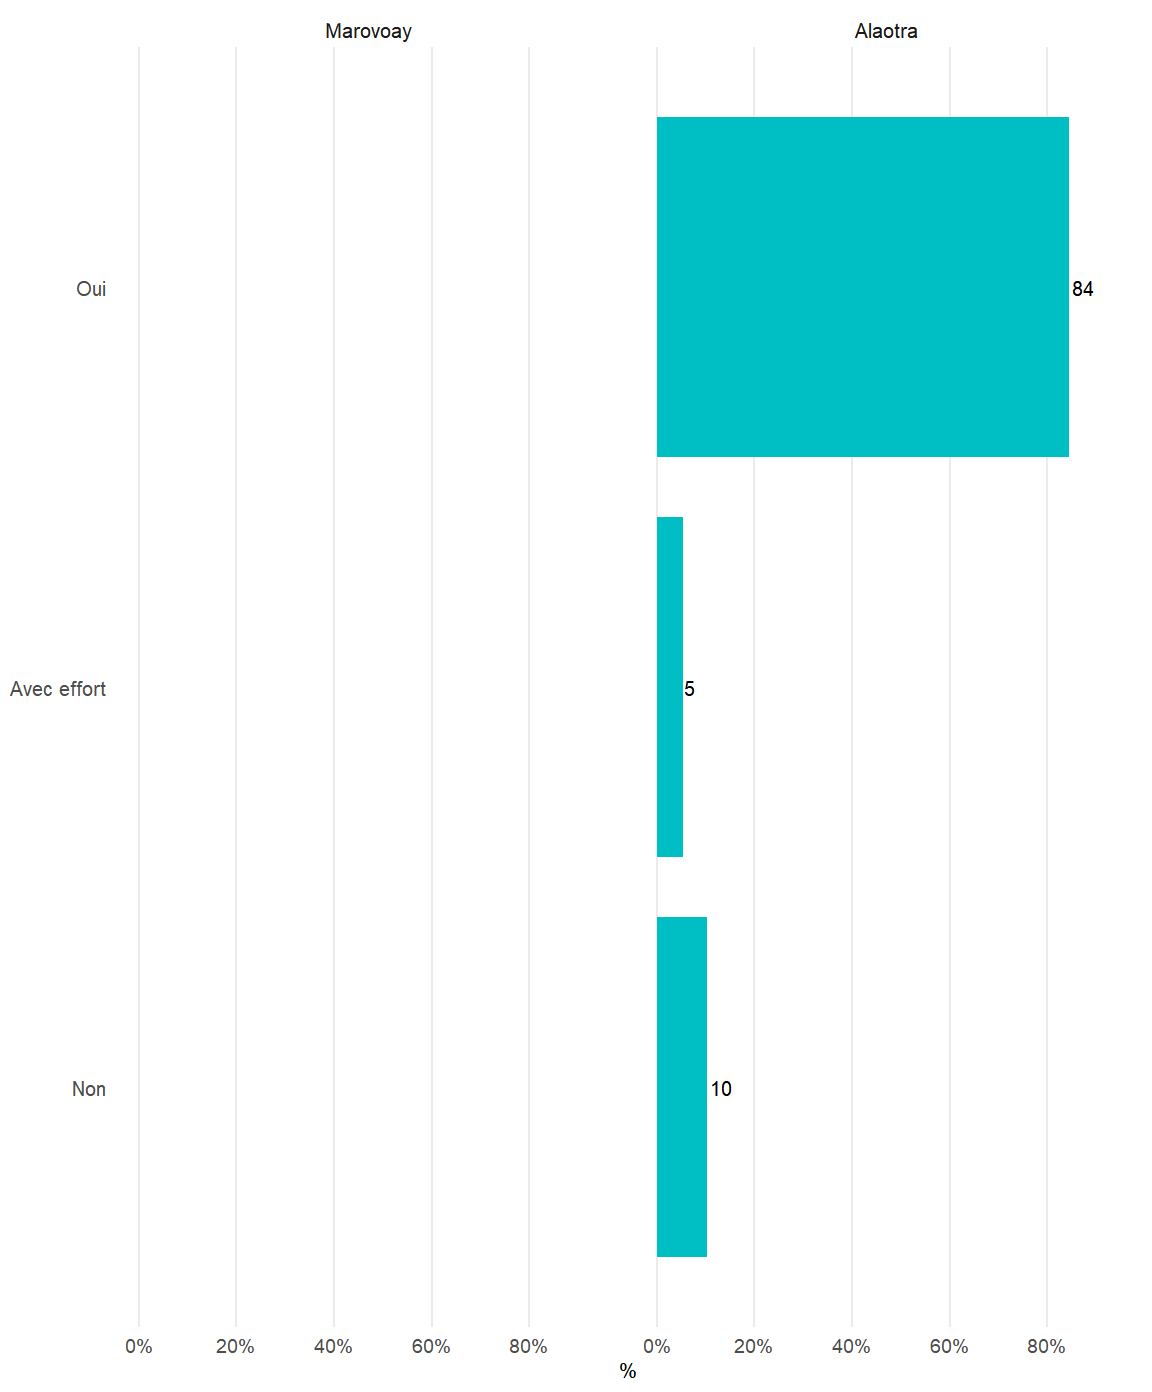 Marovoay Alaotra
Oui 84
Avec effort 5
Non 10
0% 20% 40% 60% 80% 0% 20% 40% 60% 80%
%